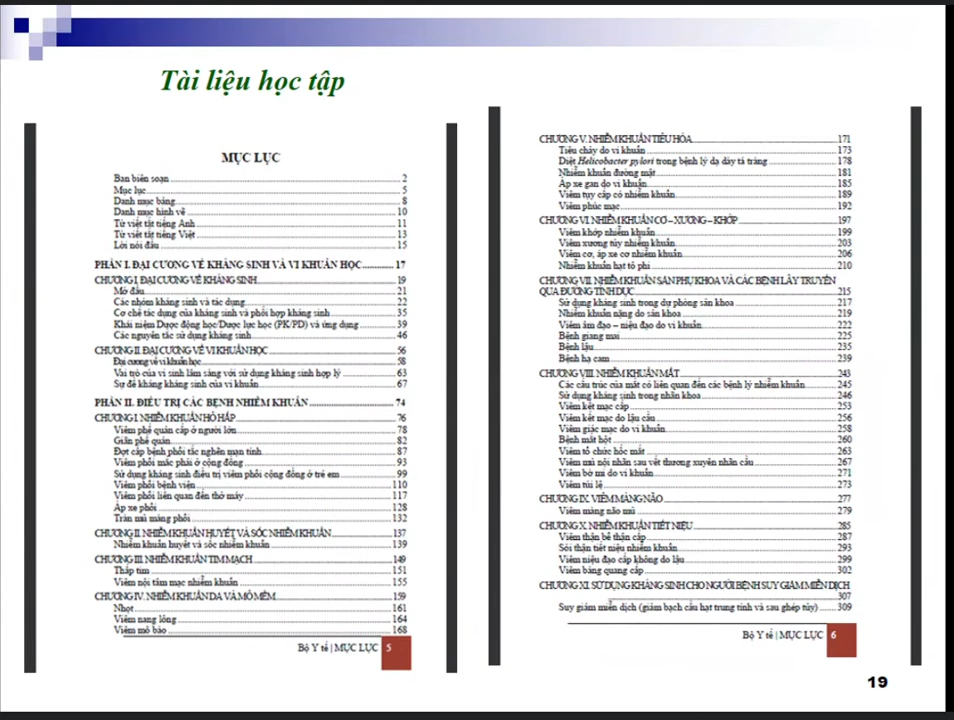 Tài liệu học tập
MỤC LỤC
Ban biên soạn 2
Mục lục 5
Danh mục bảng 8
Danh mục hình vẽ 10
Từ viết tắt tiếng Anh 11
Từ viết tắt tiếng Việt 13
Lời nói đầu 15
PHẦN I. ĐẠI CƯƠNG VỀ KHÁNG SINH VÀ VI KHUẨN HỌC 17
CHƯƠNG I. ĐẠI CƯƠNG VỀ KHÁNG SINH 19
Mở đầu 21
Các nhóm kháng sinh và tác dụng 22
Cơ chế tác dụng của kháng sinh và phối hợp kháng sinh 35
Khái niệm Dược động học/Dược lực học (PK/PD) và ứng dụng 39
Các nguyên tắc sử dụng kháng sinh 46
CHƯƠNG II. ĐẠI CƯƠNG VỀ VI KHUẨN HỌC 56
Đại cương về vi khuẩn học 58
Vai trò của vi sinh lâm sàng với sử dụng kháng sinh hợp lý 63
Sự đề kháng kháng sinh của vi khuẩn 67
PHẦN II. ĐIỀU TRỊ CÁC BỆNH NHIỄM KHUẨN 74
CHƯƠNG I. NHIỄM KHUẨN HÔ HẤP 76
Viêm phế quản cấp ở người lớn 78
Giãn phế quản 82
Đợt cấp bệnh phổi tắc nghẽn mạn tính 87
Viêm phổi mắc phải ở cộng đồng 93
Sử dụng kháng sinh điều trị viêm phổi cộng đồng ở trẻ em 99
Viêm phổi bệnh viện 110
Viêm phổi liên quan đến thở máy 117
Áp xe phổi 128
Tràn mủ màng phổi 132
CHƯƠNG II. NHIỄM KHUẨN HUYẾT VÀ SỐC NHIỄM KHUẨN 137
Nhiễm khuẩn huyết và sốc nhiễm khuẩn 139
CHƯƠNG III. NHIỄM KHUẨN TIM MẠCH 149
Thấp tim 151
Viêm nội tâm mạc nhiễm khuẩn 155
CHƯƠNG IV. NHIỄM KHUẨN DA VÀ MÔ MỀM 159
Nhọt 161
Viêm nang lông 164
Viêm mô bào 168
Bộ Y tế | MỤC LỤC 5
CHƯƠNG V. NHIỄM KHUẨN TIÊU HÓA 171
Tiêu chảy do vi khuẩn 173
Diệt Helicobacter pylori trong bệnh lý dạ dày tá tràng 178
Nhiễm khuẩn đường mật 181
Áp xe gan do vi khuẩn 185
Viêm tụy cấp có nhiễm khuẩn 189
Viêm phúc mạc 192
CHƯƠNG VI. NHIỄM KHUẨN CƠ – XƯƠNG – KHỚP 197
Viêm khớp nhiễm khuẩn 199
Viêm xương tủy nhiễm khuẩn 203
Viêm cơ, áp xe cơ nhiễm khuẩn 206
Nhiễm khuẩn hạt tô phi 210
CHƯƠNG VII. NHIỄM KHUẨN SẢN PHỤ KHOA VÀ CÁC BỆNH LÂY TRUYỀN
QUA ĐƯỜNG TÌNH DỤC 215
Sử dụng kháng sinh trong dự phòng sản khoa 217
Nhiễm khuẩn nặng do sản khoa 219
Viêm âm đạo – niệu đạo do vi khuẩn 222
Bệnh giang mai 225
Bệnh lậu 235
Bệnh hạ cam 239
CHƯƠNG VIII. NHIỄM KHUẨN MẮT 243
Các cấu trúc của mắt có liên quan đến các bệnh lý nhiễm khuẩn 245
Sử dụng kháng sinh trong nhãn khoa 246
Viêm kết mạc cấp 253
Viêm kết mạc do lậu cầu 256
Viêm giác mạc do vi khuẩn 258
Bệnh mắt hột 260
Viêm tổ chức hốc mắt 263
Viêm mủ nội nhãn sau vết thương xuyên nhãn cầu 267
Viêm bờ mi do vi khuẩn 271
Viêm túi lệ 273
CHƯƠNG IX. VIÊM MÀNG NÃO 277
Viêm màng não mủ 279
CHƯƠNG X. NHIỄM KHUẨN TIẾT NIỆU 285
Viêm thận bể thận cấp 287
Sỏi thận tiết niệu nhiễm khuẩn 293
Viêm niệu đạo cấp không do lậu 299
Viêm bàng quang cấp 302
CHƯƠNG XI. SỬ DỤNG KHÁNG SINH CHO NGƯỜI BỆNH SUY GIẢM MIỄN DỊCH
307
Suy giảm miễn dịch (giảm bạch cầu hạt trung tính và sau ghép tủy) 309
Bộ Y tế | MỤC LỤC 6
19